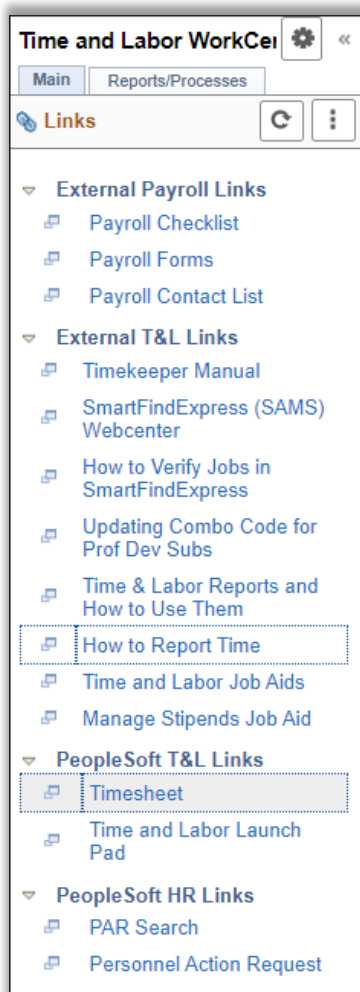 Time and Labor WorkCe
Main
Reports/Processes
Links
External Payroll Links
Payroll Checklist
Payroll Forms
Payroll Contact List
External T&L Links
Timekeeper Manual
SmartFindExpress (SAMS)
Webcenter
How to Verify Jobs in
SmartFindExpress
Updating Combo Code for
Prof Dev Subs
Time & Labor Reports and
How to Use Them
How to Report Time
Time and Labor Job Aids
Manage Stipends Job Aid
PeopleSoft T&L Links
Timesheet
Time and Labor Launch
Pad
PeopleSoft HR Links
PAR Search
Personnel Action Request